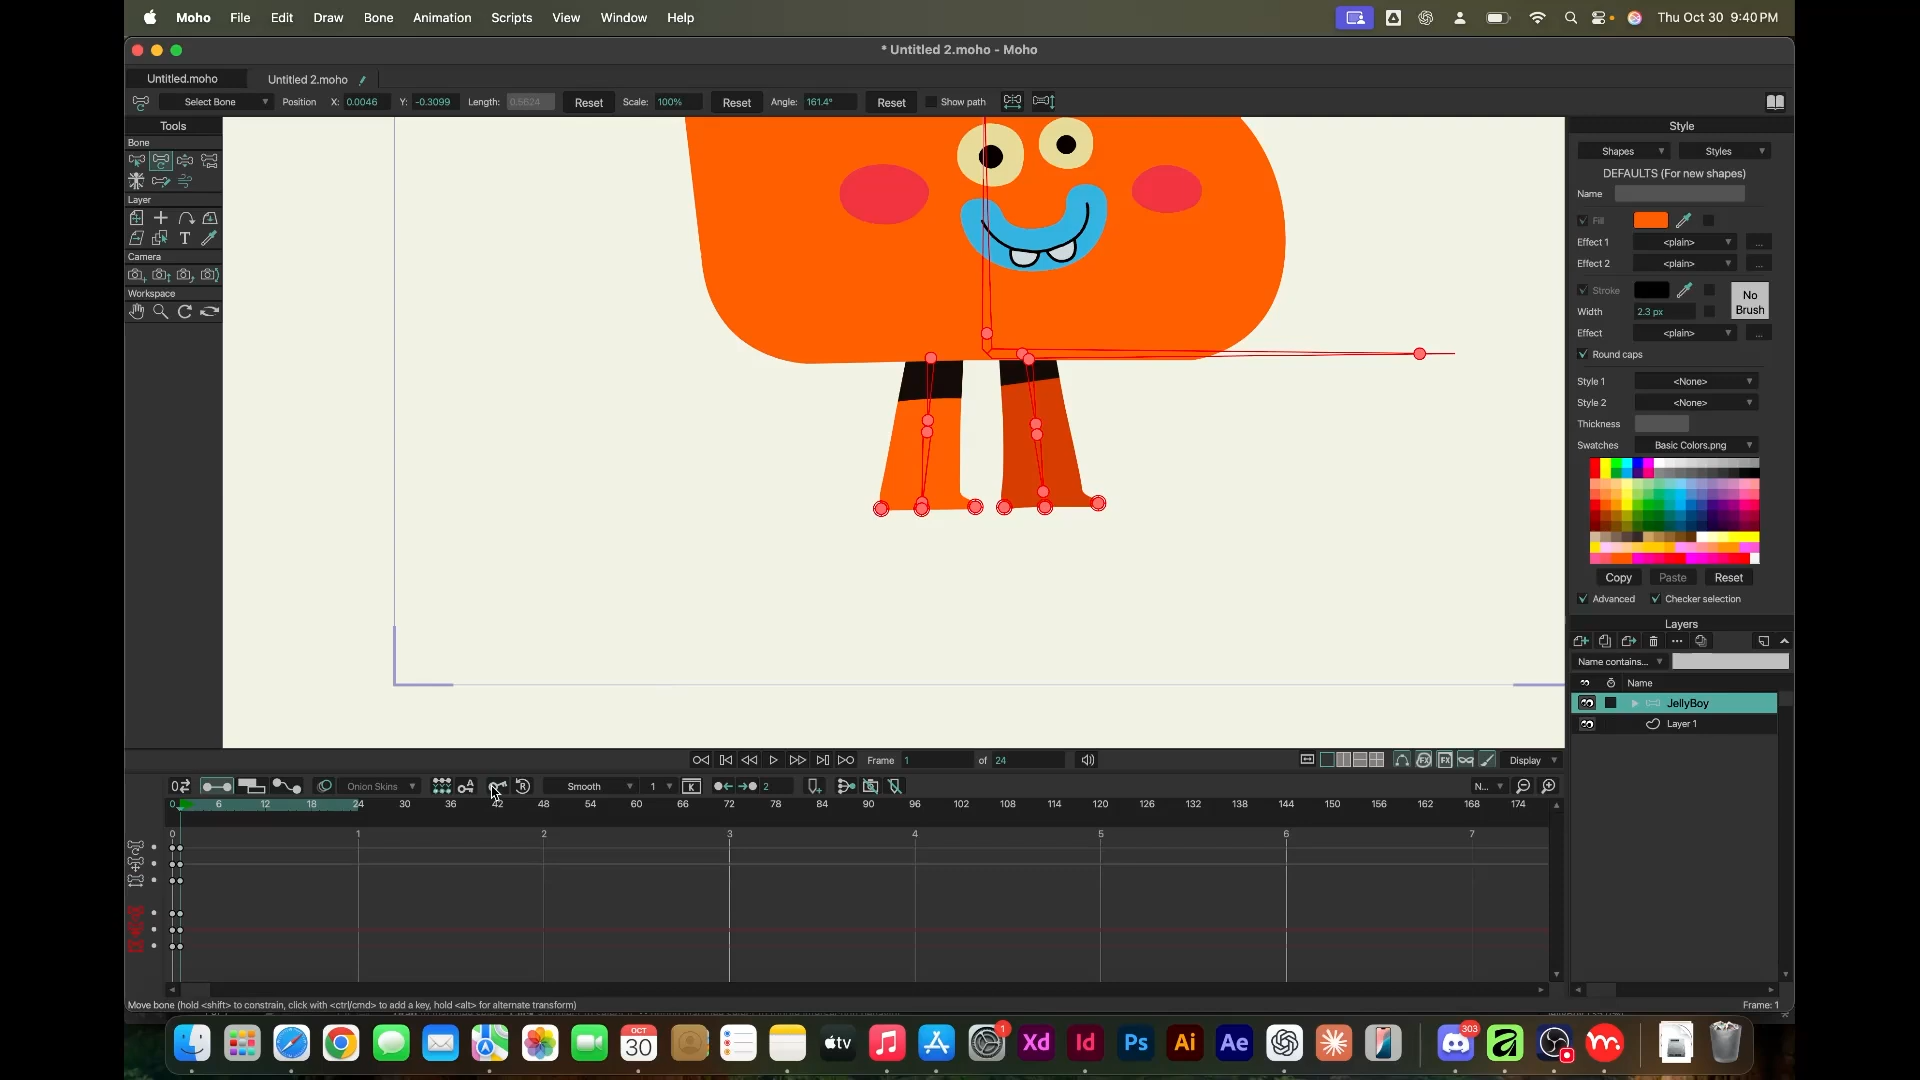 Moho File Edit Draw Bone Animation Scripts View Window Help Thu Oct 30 9:40 PM
* Untitled 2.moho - Moho
Untitled.moho Untitled 2.moho
Select Bone Position X: 0.0046 Y: -0.3099 Length: 0.5624 Reset Scale: 100% Reset Angle: 161.4° Reset Show path
Tools
Bone
Layer
T
Camera
Workspace
Style
Shapes Styles
DEFAULTS (For new shapes)
Name
Fill
Effect 1 <plain> ...
Effect 2 <plain> ...
Stroke
No Brush
Width 2.3 px
Effect <plain> ...
Round caps
Style 1 <None>
Style 2 <None>
Thickness
Swatches Basic Colors.png
Copy Paste Reset
Advanced Checker selection
Layers
Name contains...
Name
JellyBoy
Layer 1
Frame 1 of 24 Display
Onion Skins Smooth 1 K 2 N...
0 6 12 18 24 30 36 42 48 54 60 66 72 78 84 90 96 102 108 114 120 126 132 138 144 150 156 162 168 174
0 1 2 3 4 5 6 7
Move bone (hold <shift> to constrain, click with <ctrl/cmd> to add a key, hold <alt> for alternate transform) Frame: 1
OCT
30
tv
1
Xd
Id
Ps
Ai
Ae
303